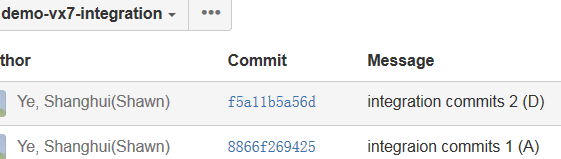 demo-vx7-integration
thor Commit Message
Ye, Shanghui(Shawn) f5a11b5a56d integration commits 2 (D)
Ye, Shanghui(Shawn) 8866f269425 integraion commits 1 (A)